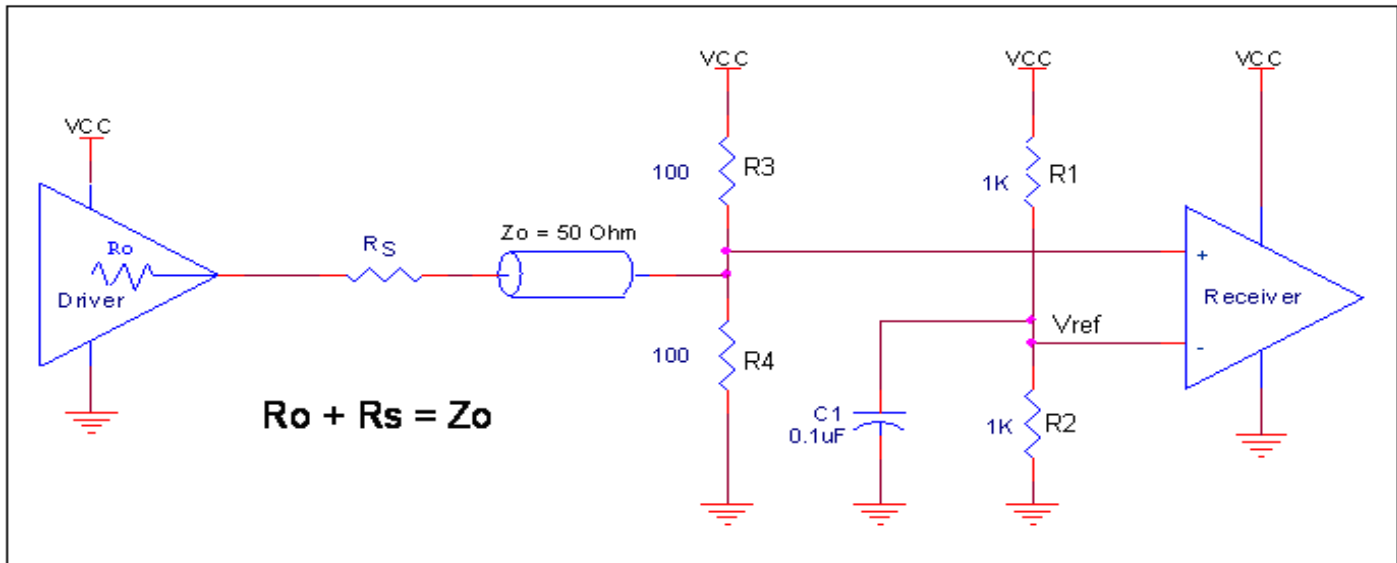 VCC
VCC
VCC
VCC
100
R3
1K
R1
Zo = 50 Ohm
Ro
RS
Driver
+
Receiver
Vref
-
100
R4
Ro + Rs = Zo
C1
0.1uF
1K
R2